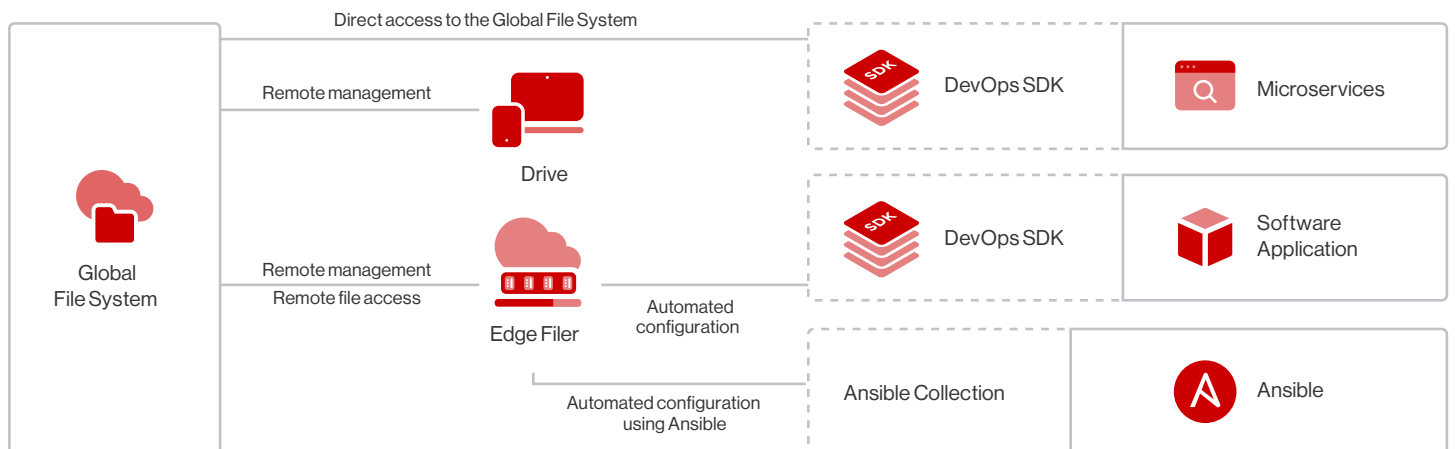 Direct access to the Global File System
SDK
DevOps SDK
Microservices
Remote management
Drive
SDK
DevOps SDK
Software
Application
Global
File System
Remote management
Remote file access
Edge Filer
Automated
configuration
Automated configuration
using Ansible
Ansible Collection
A
Ansible